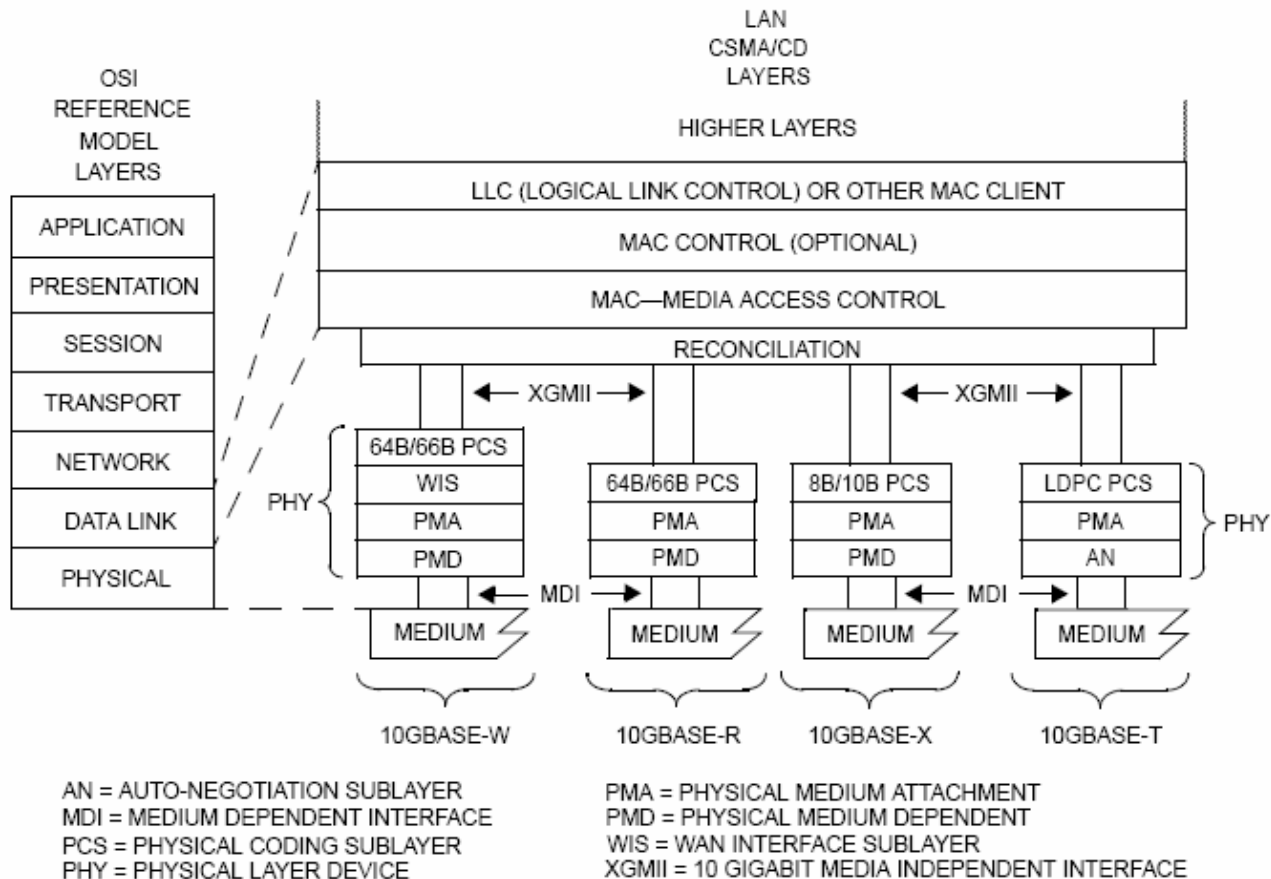 LAN
CSMA/CD
LAYERS
OSI
REFERENCE
MODEL
LAYERS
HIGHER LAYERS
LLC (LOGICAL LINK CONTROL) OR OTHER MAC CLIENT
APPLICATION
MAC CONTROL (OPTIONAL)
PRESENTATION
MAC—MEDIA ACCESS CONTROL
SESSION
RECONCILIATION
TRANSPORT
XGMII
XGMII
NETWORK
64B/66B PCS
WIS
64B/66B PCS
8B/10B PCS
LDPC PCS
PHY
PHY
DATA LINK
PMA
PMA
PMA
PMA
PHYSICAL
PMD
PMD
PMD
AN
MDI
MDI
MEDIUM
MEDIUM
MEDIUM
MEDIUM
10GBASE-W
10GBASE-R
10GBASE-X
10GBASE-T
AN = AUTO-NEGOTIATION SUBLAYER
MDI = MEDIUM DEPENDENT INTERFACE
PCS = PHYSICAL CODING SUBLAYER
PHY = PHYSICAL LAYER DEVICE
PMA = PHYSICAL MEDIUM ATTACHMENT
PMD = PHYSICAL MEDIUM DEPENDENT
WIS = WAN INTERFACE SUBLAYER
XGMII = 10 GIGABIT MEDIA INDEPENDENT INTERFACE